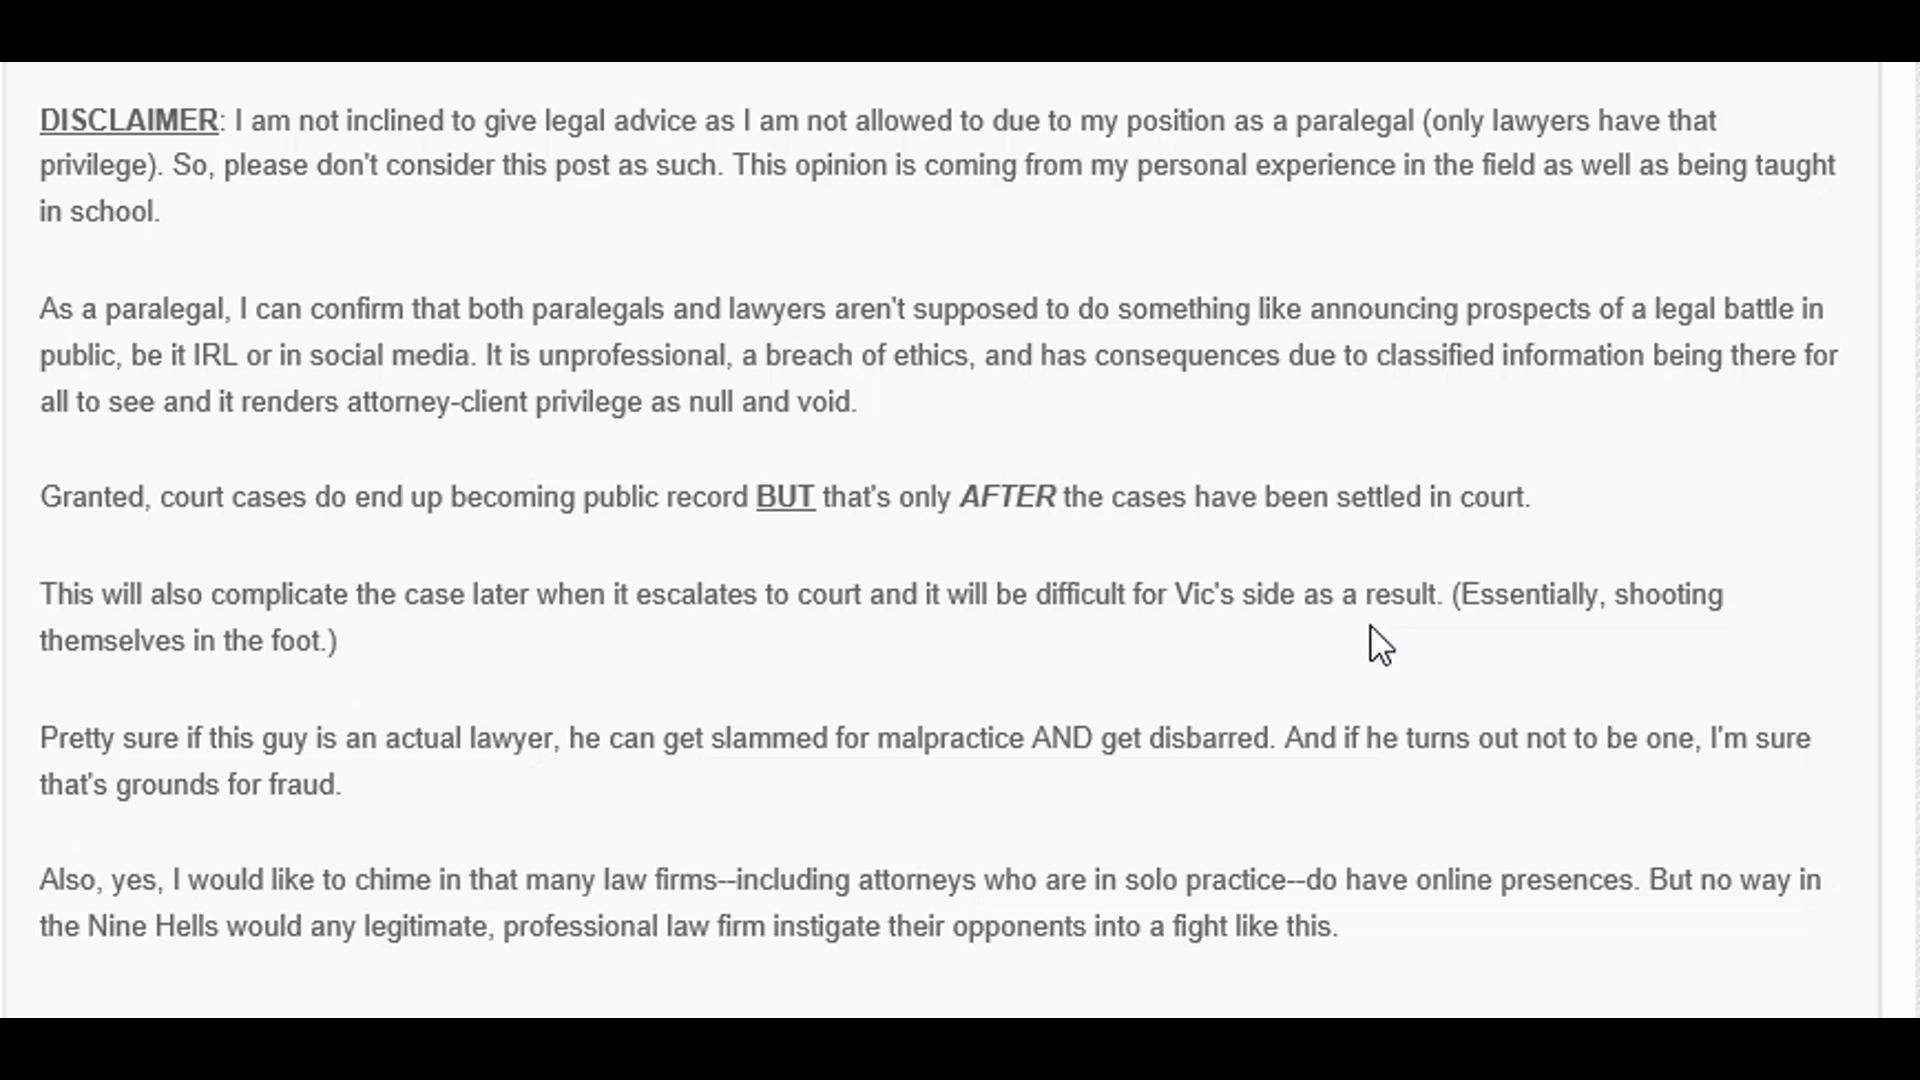 DISCLAIMER: I am not inclined to give legal advice as I am not allowed to due to my position as a paralegal (only lawyers have that
privilege). So, please don't consider this post as such. This opinion is coming from my personal experience in the field as well as being taught
in school.
As a paralegal, I can confirm that both paralegals and lawyers aren't supposed to do something like announcing prospects of a legal battle in
public, be it IRL or in social media. It is unprofessional, a breach of ethics, and has consequences due to classified information being there for
all to see and it renders attorney-client privilege as null and void.
Granted, court cases do end up becoming public record BUT that's only AFTER the cases have been settled in court.
This will also complicate the case later when it escalates to court and it will be difficult for Vic's side as a result. (Essentially, shooting
themselves in the foot.)
Pretty sure if this guy is an actual lawyer, he can get slammed for malpractice AND get disbarred. And if he turns out not to be one, I'm sure
that's grounds for fraud.
Also, yes, I would like to chime in that many law firms--including attorneys who are in solo practice--do have online presences. But no way in
the Nine Hells would any legitimate, professional law firm instigate their opponents into a fight like this.